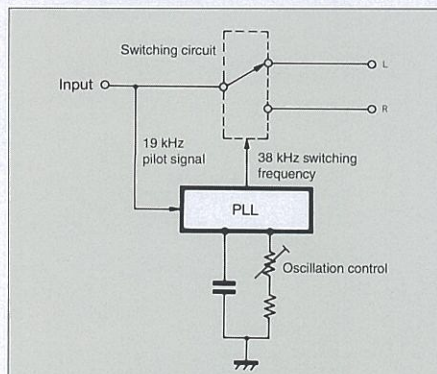 Switching circuit
L
Input
R
19 kHz
pilot signal
38 kHz switching
frequency
PLL
Oscillation control